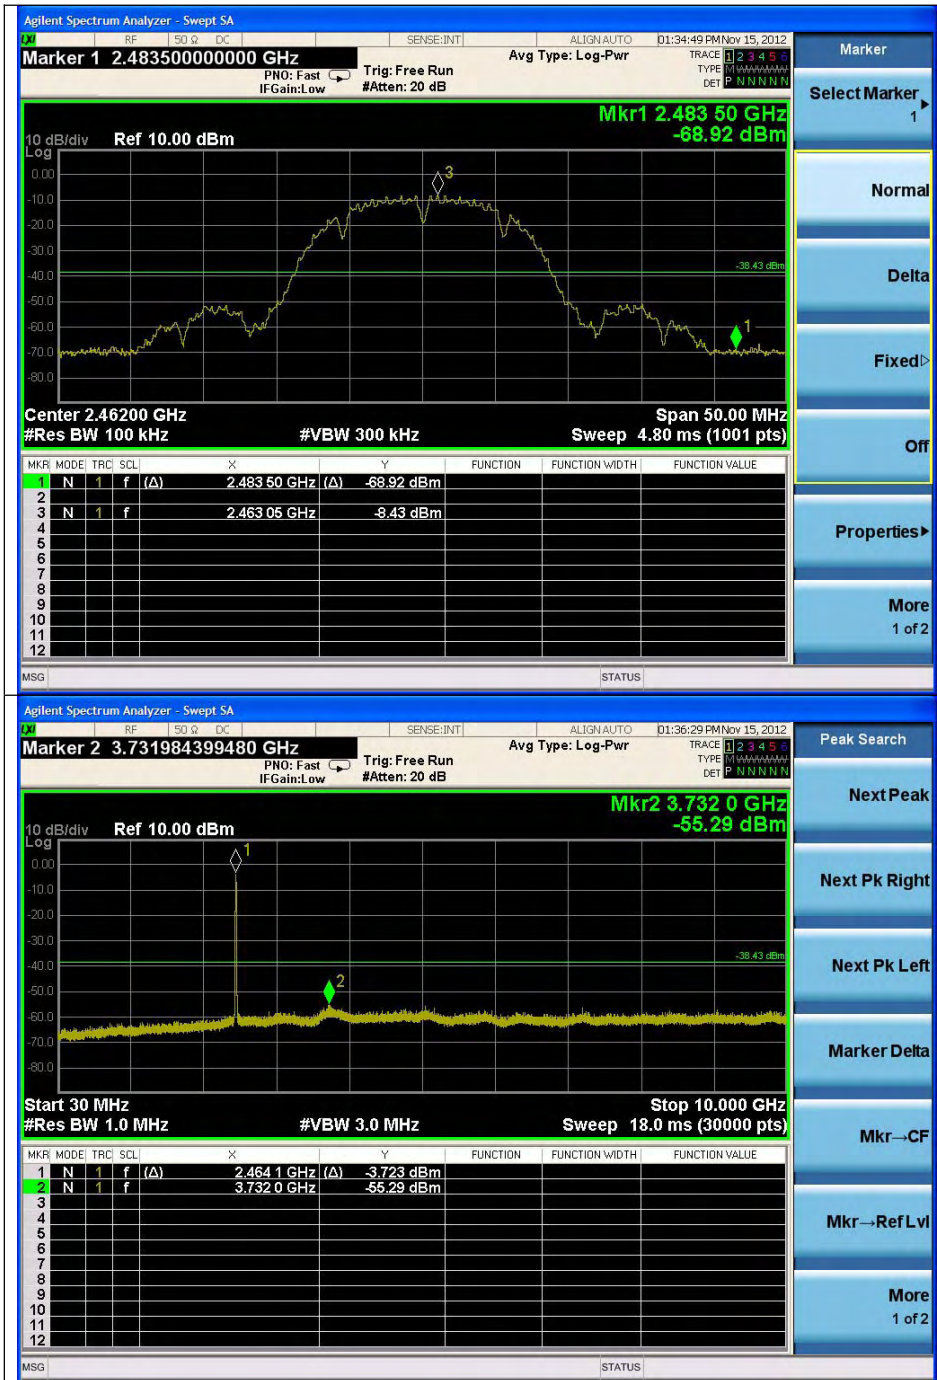 Agilent Spectrum Analyzer - Swept SA
LXI RF 50 Ω DC SENSE:INT ALIGN AUTO 01:34:49 PM Nov 15, 2012
Marker 1 2.483500000000 GHz
PNO: Fast
IFGain:Low
Trig: Free Run
#Atten: 20 dB
Avg Type: Log-Pwr
TRACE 1 2 3 4 5 6
TYPE M WWWWW
DET P N N N N N
Mkr1 2.483 50 GHz
-68.92 dBm
10 dB/div Ref 10.00 dBm
Log
0.00
-10.0
-20.0
-30.0
-40.0
-50.0
-60.0
-70.0
-80.0
3
-38.43 dBm
1
Center 2.46200 GHz Span 50.00 MHz
#Res BW 100 kHz #VBW 300 kHz Sweep 4.80 ms (1001 pts)
MKR MODE TRC SCL X Y FUNCTION FUNCTION WIDTH FUNCTION VALUE
1 N 1 f (Δ) 2.483 50 GHz (Δ) -68.92 dBm
2
3 N 1 f 2.463 05 GHz -8.43 dBm
4
5
6
7
8
9
10
11
12
MSG STATUS
Marker
Select Marker
1
Normal
Delta
Fixed
Off
Properties
More
1 of 2
Agilent Spectrum Analyzer - Swept SA
LXI RF 50 Ω DC SENSE:INT ALIGN AUTO 01:36:29 PM Nov 15, 2012
Marker 2 3.731984399480 GHz
PNO: Fast
IFGain:Low
Trig: Free Run
#Atten: 20 dB
Avg Type: Log-Pwr
TRACE 1 2 3 4 5 6
TYPE M WWWWW
DET P N N N N N
Mkr2 3.732 0 GHz
-55.29 dBm
10 dB/div Ref 10.00 dBm
Log
0.00
-10.0
-20.0
-30.0
-40.0
-50.0
-60.0
-70.0
-80.0
1
-38.43 dBm
2
Start 30 MHz Stop 10.000 GHz
#Res BW 1.0 MHz #VBW 3.0 MHz Sweep 18.0 ms (30000 pts)
MKR MODE TRC SCL X Y FUNCTION FUNCTION WIDTH FUNCTION VALUE
1 N 1 f (Δ) 2.464 1 GHz (Δ) -3.723 dBm
2 N 1 f 3.732 0 GHz -55.29 dBm
3
4
5
6
7
8
9
10
11
12
MSG STATUS
Peak Search
Next Peak
Next Pk Right
Next Pk Left
Marker Delta
Mkr→CF
Mkr→Ref Lvl
More
1 of 2